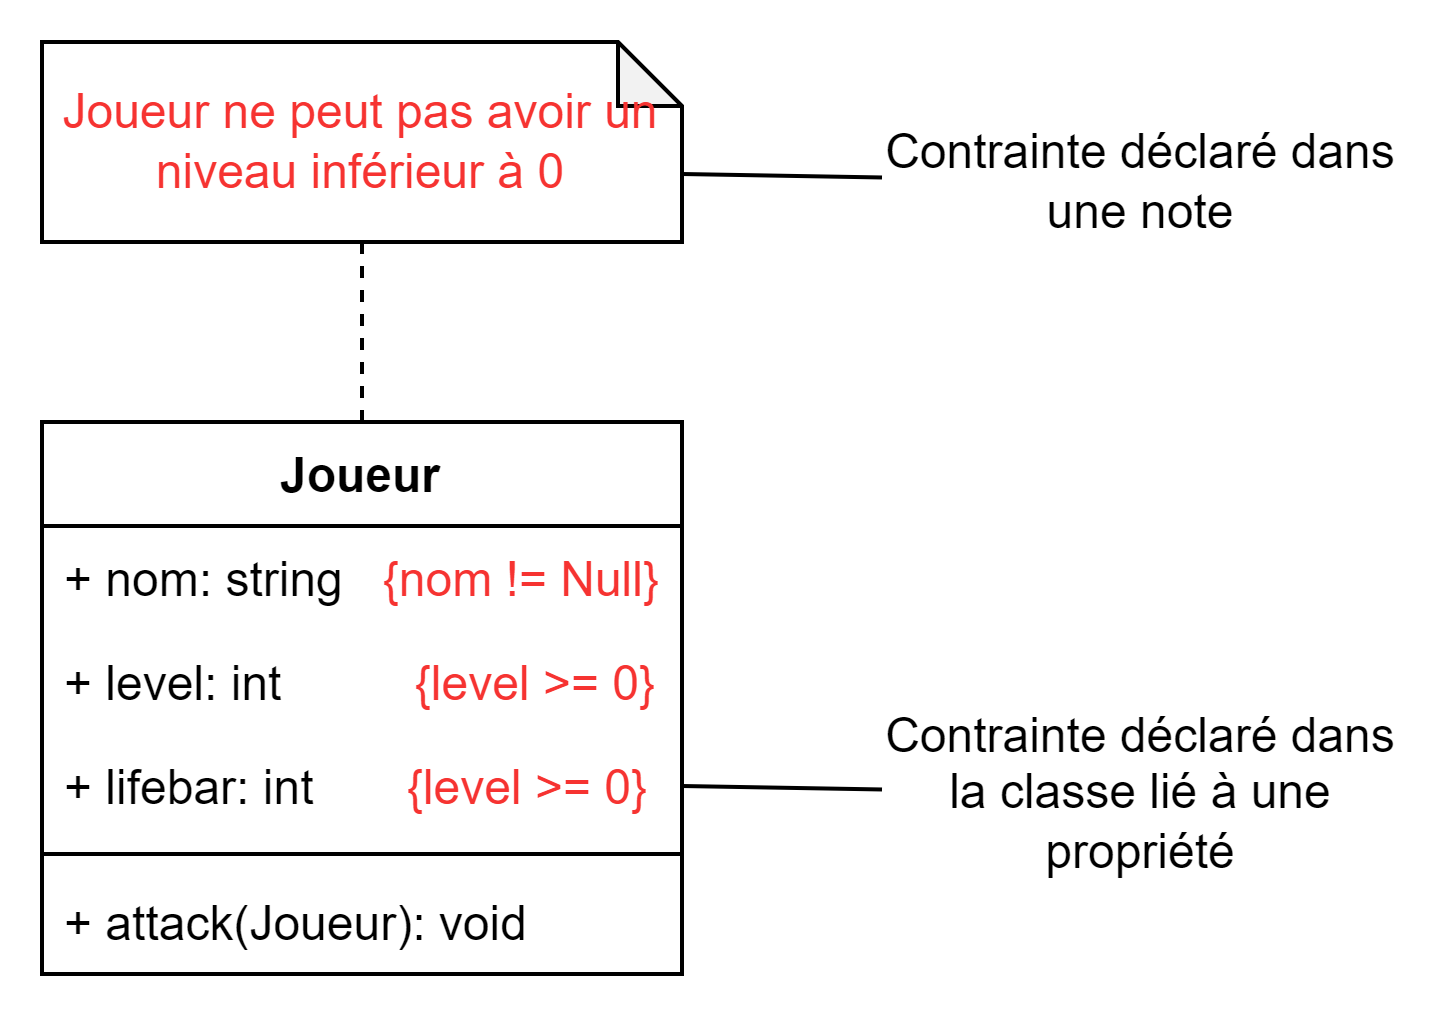 Joueur ne peut pas avoir un
niveau inférieur à 0
Contrainte déclaré dans
une note
Joueur
+ nom: string {nom != Null}
+ level: int {level >= 0}
+ lifebar: int {level >= 0}
Contrainte déclaré dans
la classe lié à une
propriété
+ attack(Joueur): void